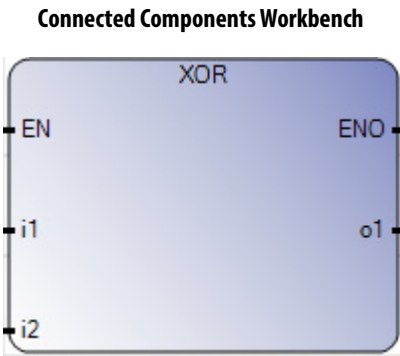 Connected Components Workbench
XOR
EN ENO
i1 o1
i2